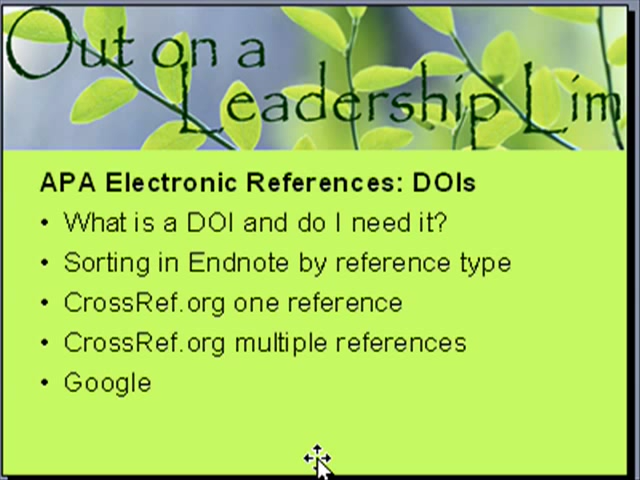 Out on a
Leadership Lim
APA Electronic References: DOIs
• What is a DOI and do I need it?
• Sorting in Endnote by reference type
• CrossRef.org one reference
• CrossRef.org multiple references
• Google